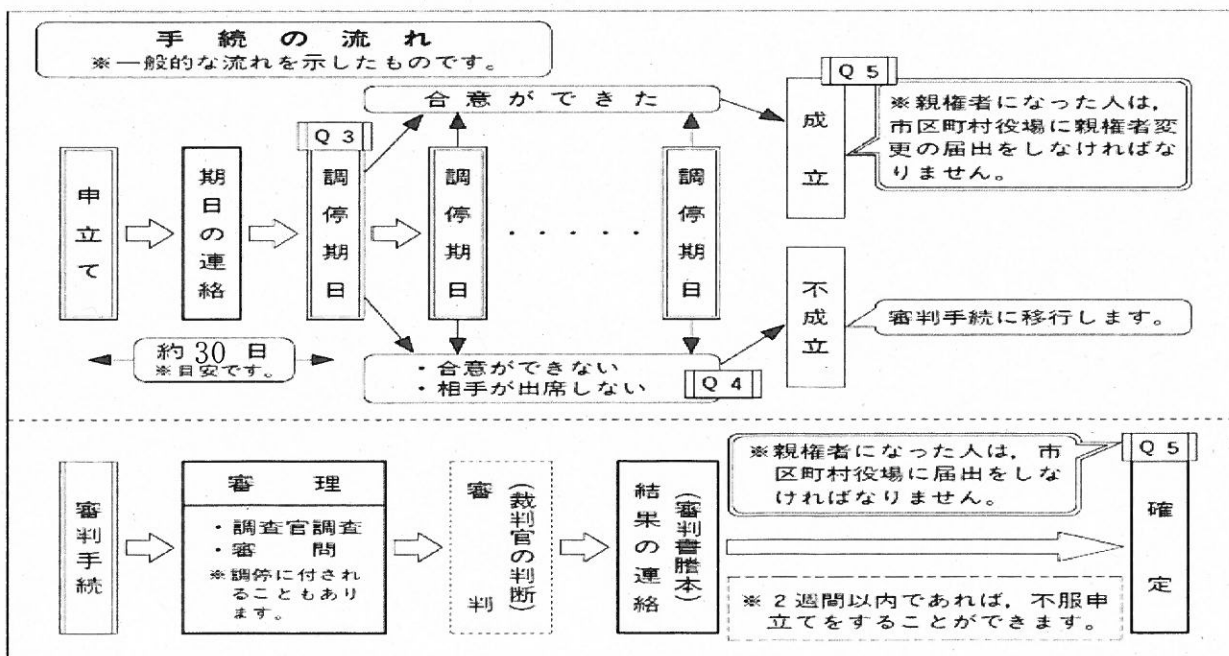 手続の流れ
※一般的な流れを示したものです。
申立て
期日の連絡
約30日
※目安です。
Q3
調停期日
調停期日
・・・・・
調停期日
合意ができた
・合意ができない
・相手が出席しない
Q4
成立
Q5
※親権者になった人は，
市区町村役場に親権者変
更の届出をしなければな
りません。
不成立
審判手続に移行します。
審判手続
審理
・調査官調査
・審問
※調停に付され
ることもあり
ます。
審判
（裁判官の判断）
結果の連絡
（審判書謄本）
※親権者になった人は，市
区町村役場に届出をしな
ければなりません。
Q5
確定
※２週間以内であれば，不服申
立てをすることができます。